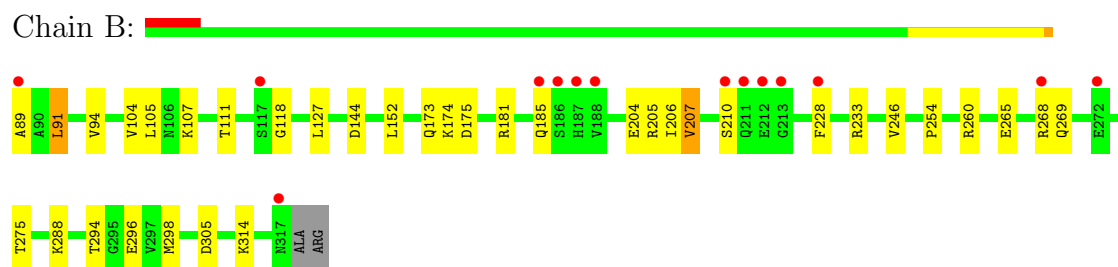 Chain B:
A89 A90 L91 V94 V104 L105 N106 K107 T111 S117 G118 L127 D144 L152 Q173 K174 D175 R181 Q185 S186 H187 V188 E204 R205 I206 V207 S210 Q211 E212 G213 F228 R233 V246 P254 R260 E265 R268 Q269 E272
T275 K288 T294 G295 E296 V297 M298 D305 K314 N317 ALA ARG